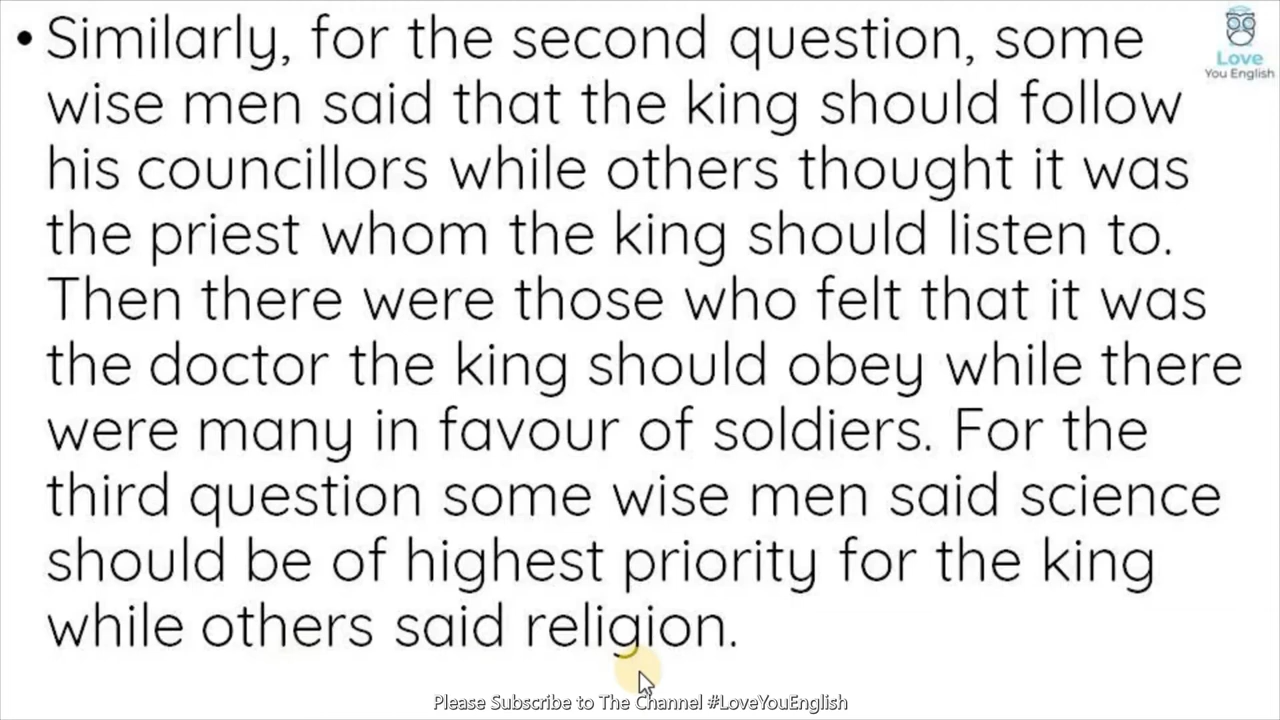 • Similarly, for the second question, some
wise men said that the king should follow
his councillors while others thought it was
the priest whom the king should listen to.
Then there were those who felt that it was
the doctor the king should obey while there
were many in favour of soldiers. For the
third question some wise men said science
should be of highest priority for the king
while others said religion.
Love
You English
Please Subscribe to The Channel #LoveYouEnglish